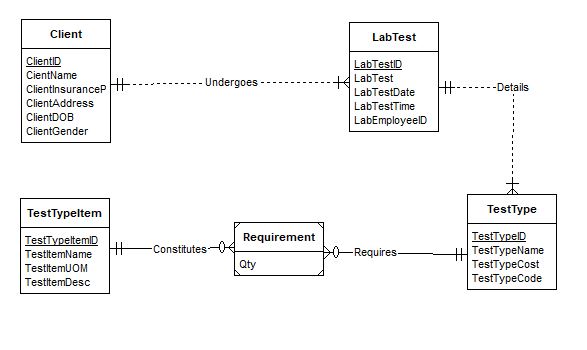 Client
ClientID
CientName
ClientInsuranceP
ClientAddress
ClientDOB
ClientGender
Undergoes
LabTest
LabTestID
LabTest
LabTestDate
LabTestTime
LabEmployeeID
Details
TestTypeItem
TestTypeItemID
TestItemName
TestItemUOM
TestItemDesc
Constitutes
Requirement
Qty
Requires
TestType
TestTypeID
TestTypeName
TestTypeCost
TestTypeCode